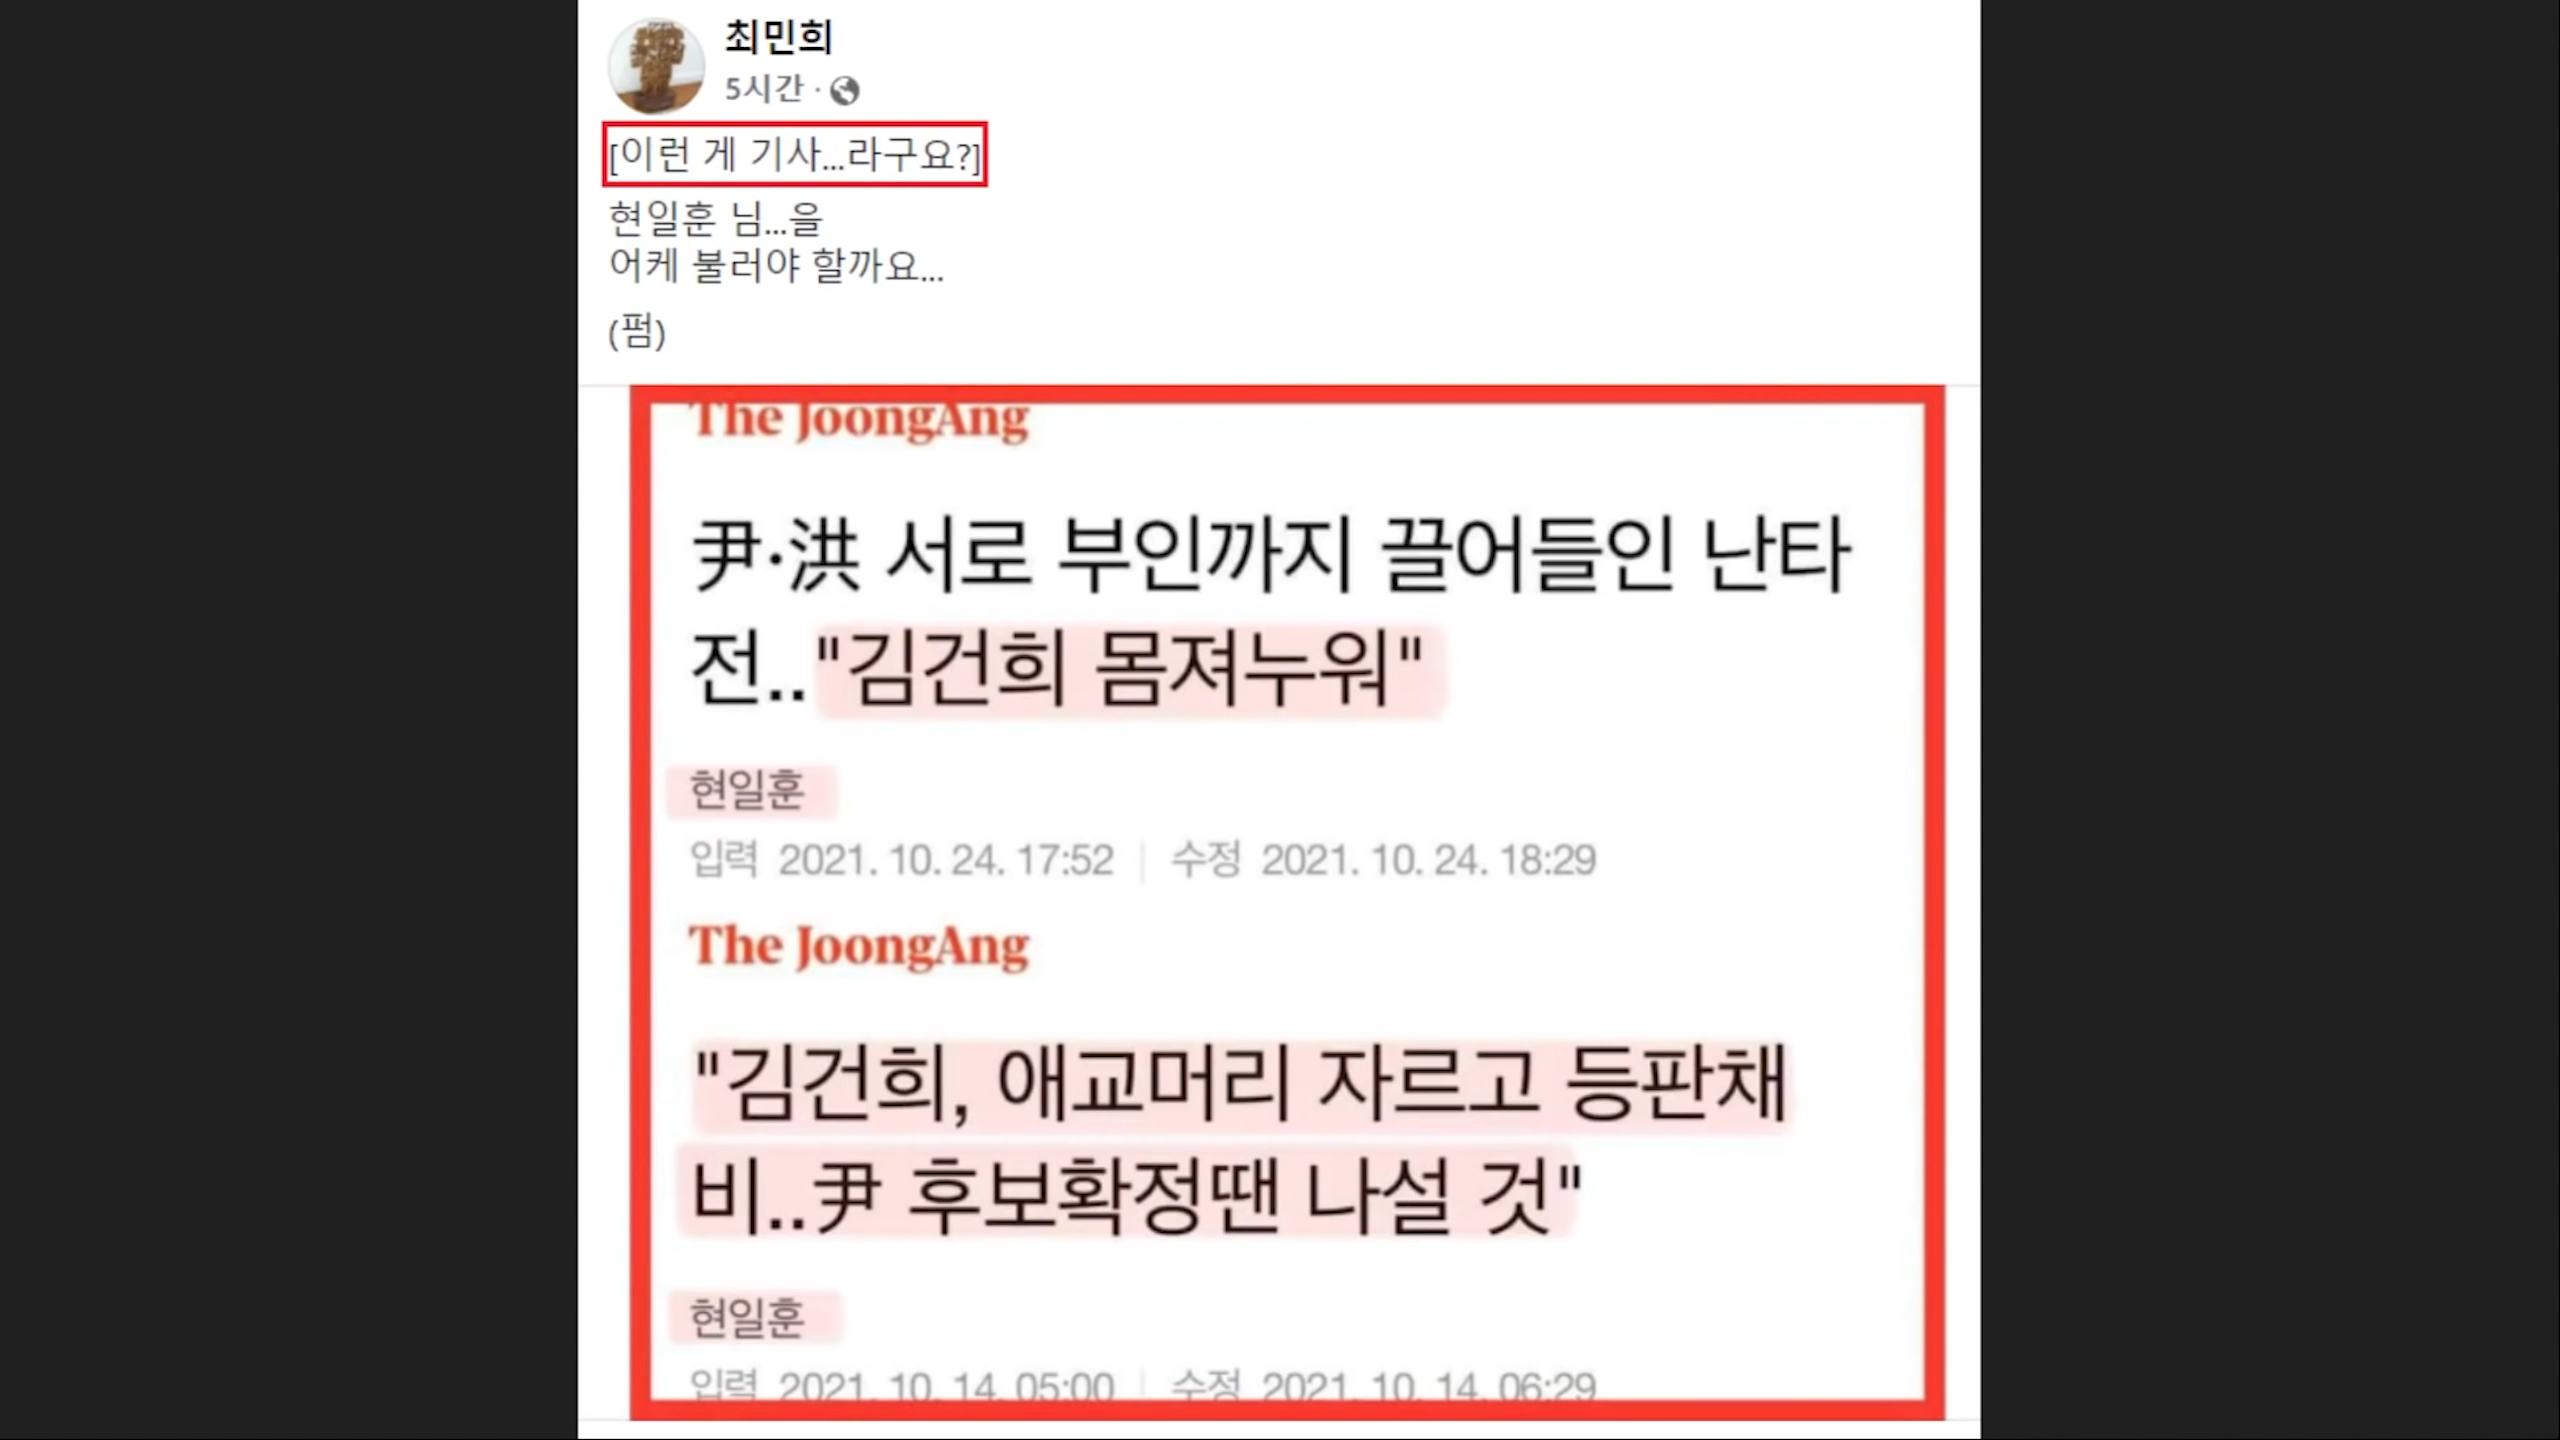 최민희
5시간 ·
[이런 게 기사...라구요?]
현일훈 님...을
어케 불러야 할까요...
(펌)
The JoongAng
尹·洪 서로 부인까지 끌어들인 난타
전.."김건희 몸져누워"
현일훈
입력 2021. 10. 24. 17:52 | 수정 2021. 10. 24. 18:29
The JoongAng
"김건희, 애교머리 자르고 등판채
비..尹 후보확정땐 나설 것"
현일훈
입력 2021. 10. 14. 05:00 | 수정 2021. 10. 14. 06:29